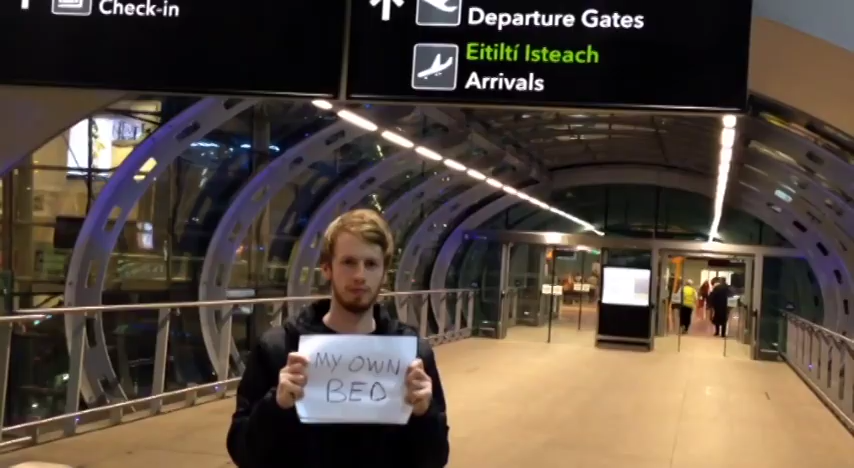 Check-in
Departure Gates
Eitiltí Isteach
Arrivals
MY OWN
BED